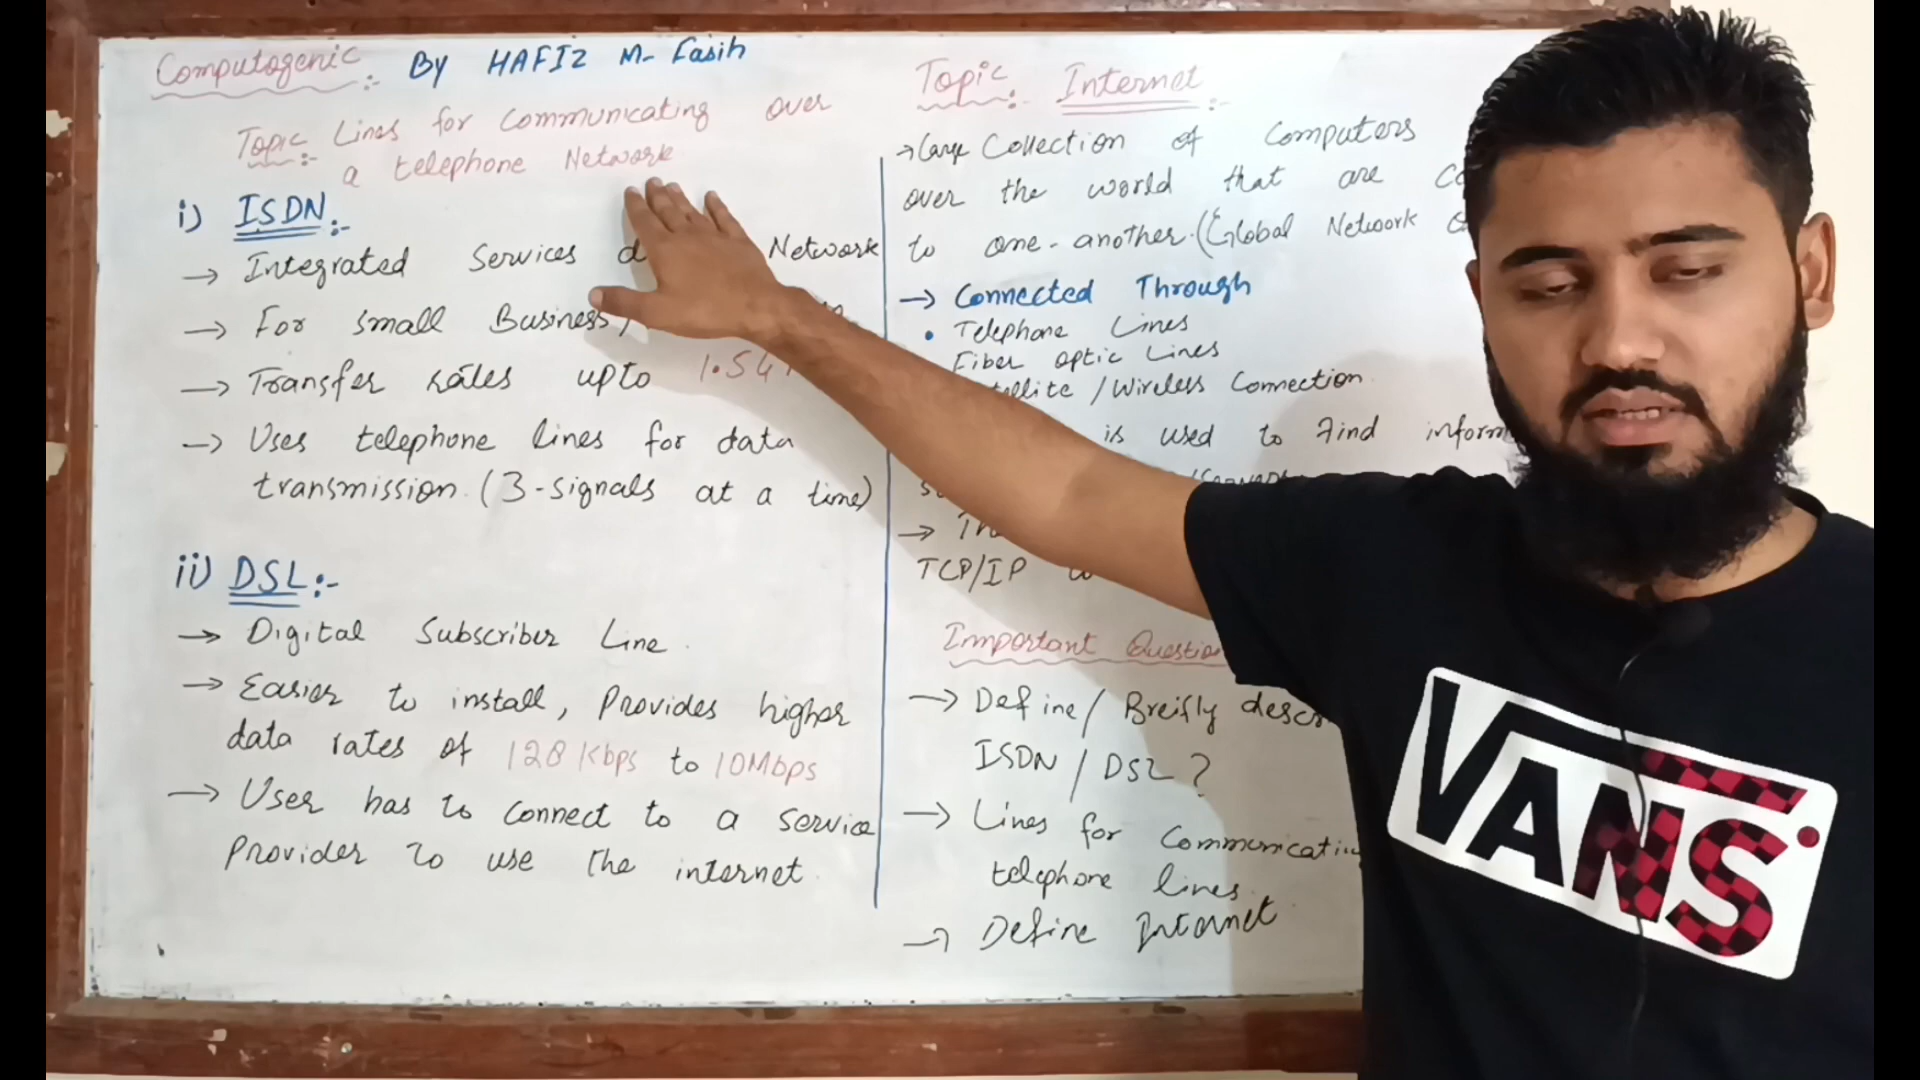 Computogenic :- By HAFIZ M- Fasih
Topic :- Lines for Communicating over
a telephone Network
i) ISDN :-
→ Integrated Services Network
→ For Small Business/
→ Transfer rates upto 1.54
→ Uses telephone lines for data
transmission. (3-signals at a time)
ii) DSL :-
→ Digital Subscriber Line.
→ Easier to install, Provides higher
data rates of 128 Kbps to 10Mbps
→ User has to connect to a service
Provider to use the internet.
Topic :- Internet :-
→ Large Collection of Computers
over the world that are
to one-another. (Global Network
→ Connected Through
• Telephone Lines
Fiber optic Lines
/Wireless Connection.
is used to find
→
TCP/IP
Important
→ Define/ Breifly
ISDN / DSL ?
→ Lines for
telephone lines.
→ Define Internet
VANS